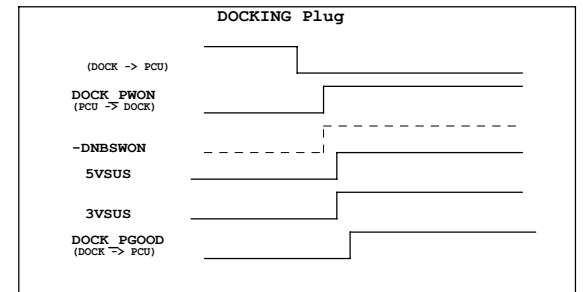 DOCKING Plug
(DOCK -> PCU)
DOCK_PWON
(PCU -> DOCK)
-DNBSWON
5VSUS
3VSUS
DOCK_PGOOD
(DOCK -> PCU)